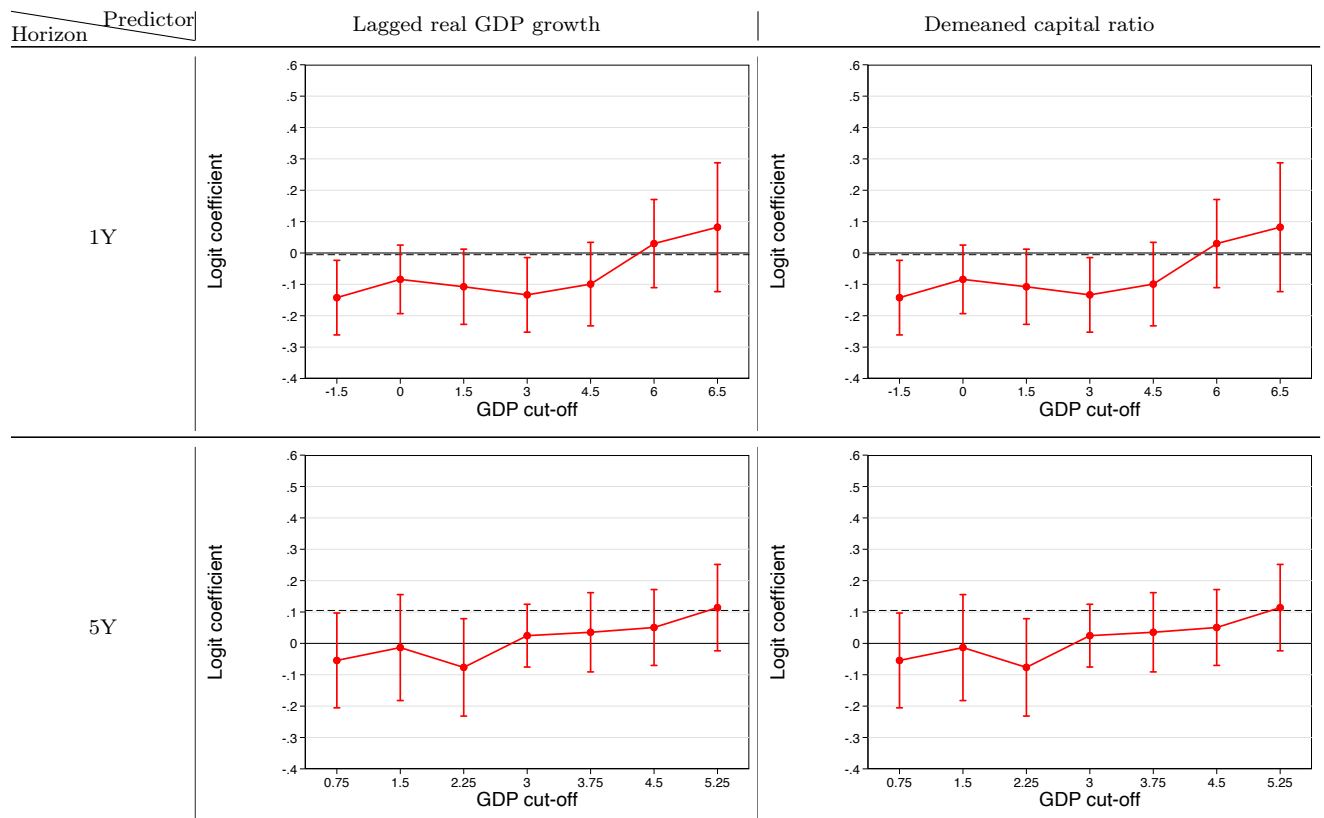 Predictor
Horizon
Lagged real GDP growth
Demeaned capital ratio
1Y
Logit coefficient
.6
.5
.4
.3
.2
.1
0
-.1
-.2
-.3
-.4
-1.5 0 1.5 3 4.5 6 6.5
GDP cut-off
Logit coefficient
.6
.5
.4
.3
.2
.1
0
-.1
-.2
-.3
-.4
-1.5 0 1.5 3 4.5 6 6.5
GDP cut-off
5Y
Logit coefficient
.6
.5
.4
.3
.2
.1
0
-.1
-.2
-.3
-.4
0.75 1.5 2.25 3 3.75 4.5 5.25
GDP cut-off
Logit coefficient
.6
.5
.4
.3
.2
.1
0
-.1
-.2
-.3
-.4
0.75 1.5 2.25 3 3.75 4.5 5.25
GDP cut-off